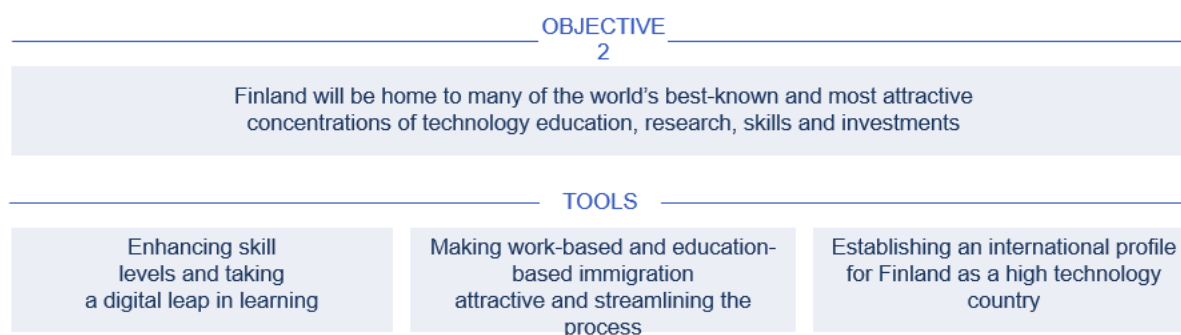 OBJECTIVE
2
Finland will be home to many of the world's best-known and most attractive
concentrations of technology education, research, skills and investments
TOOLS
Enhancing skill
levels and taking
a digital leap in learning
Making work-based and education-
based immigration
attractive and streamlining the
process
Establishing an international profile
for Finland as a high technology
country